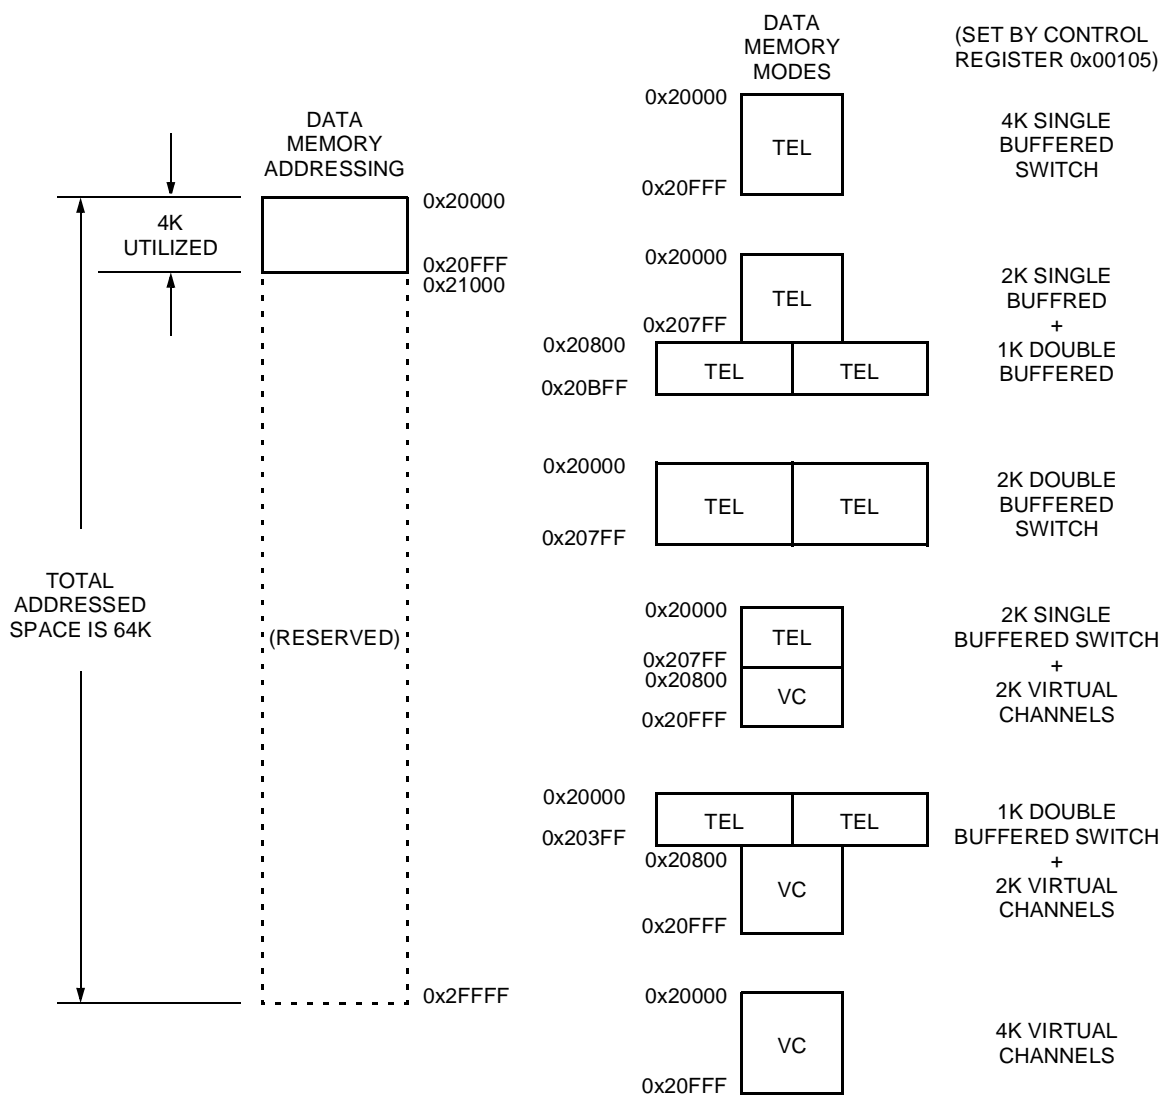 DATA
MEMORY
ADDRESSING
0x20000
4K
UTILIZED
0x20FFF
0x21000
TOTAL
ADDRESSED
SPACE IS 64K
(RESERVED)
0x2FFFF
DATA
MEMORY
MODES
(SET BY CONTROL
REGISTER 0x00105)
0x20000
TEL
0x20FFF
4K SINGLE
BUFFERED
SWITCH
0x20000
TEL
0x207FF
0x20800
TEL TEL
0x20BFF
2K SINGLE
BUFFRED
+
1K DOUBLE
BUFFERED
0x20000
TEL TEL
0x207FF
2K DOUBLE
BUFFERED
SWITCH
0x20000
TEL
0x207FF
0x20800
VC
0x20FFF
2K SINGLE
BUFFERED SWITCH
+
2K VIRTUAL
CHANNELS
0x20000
TEL TEL
0x203FF
0x20800
VC
0x20FFF
1K DOUBLE
BUFFERED SWITCH
+
2K VIRTUAL
CHANNELS
0x20000
VC
0x20FFF
4K VIRTUAL
CHANNELS